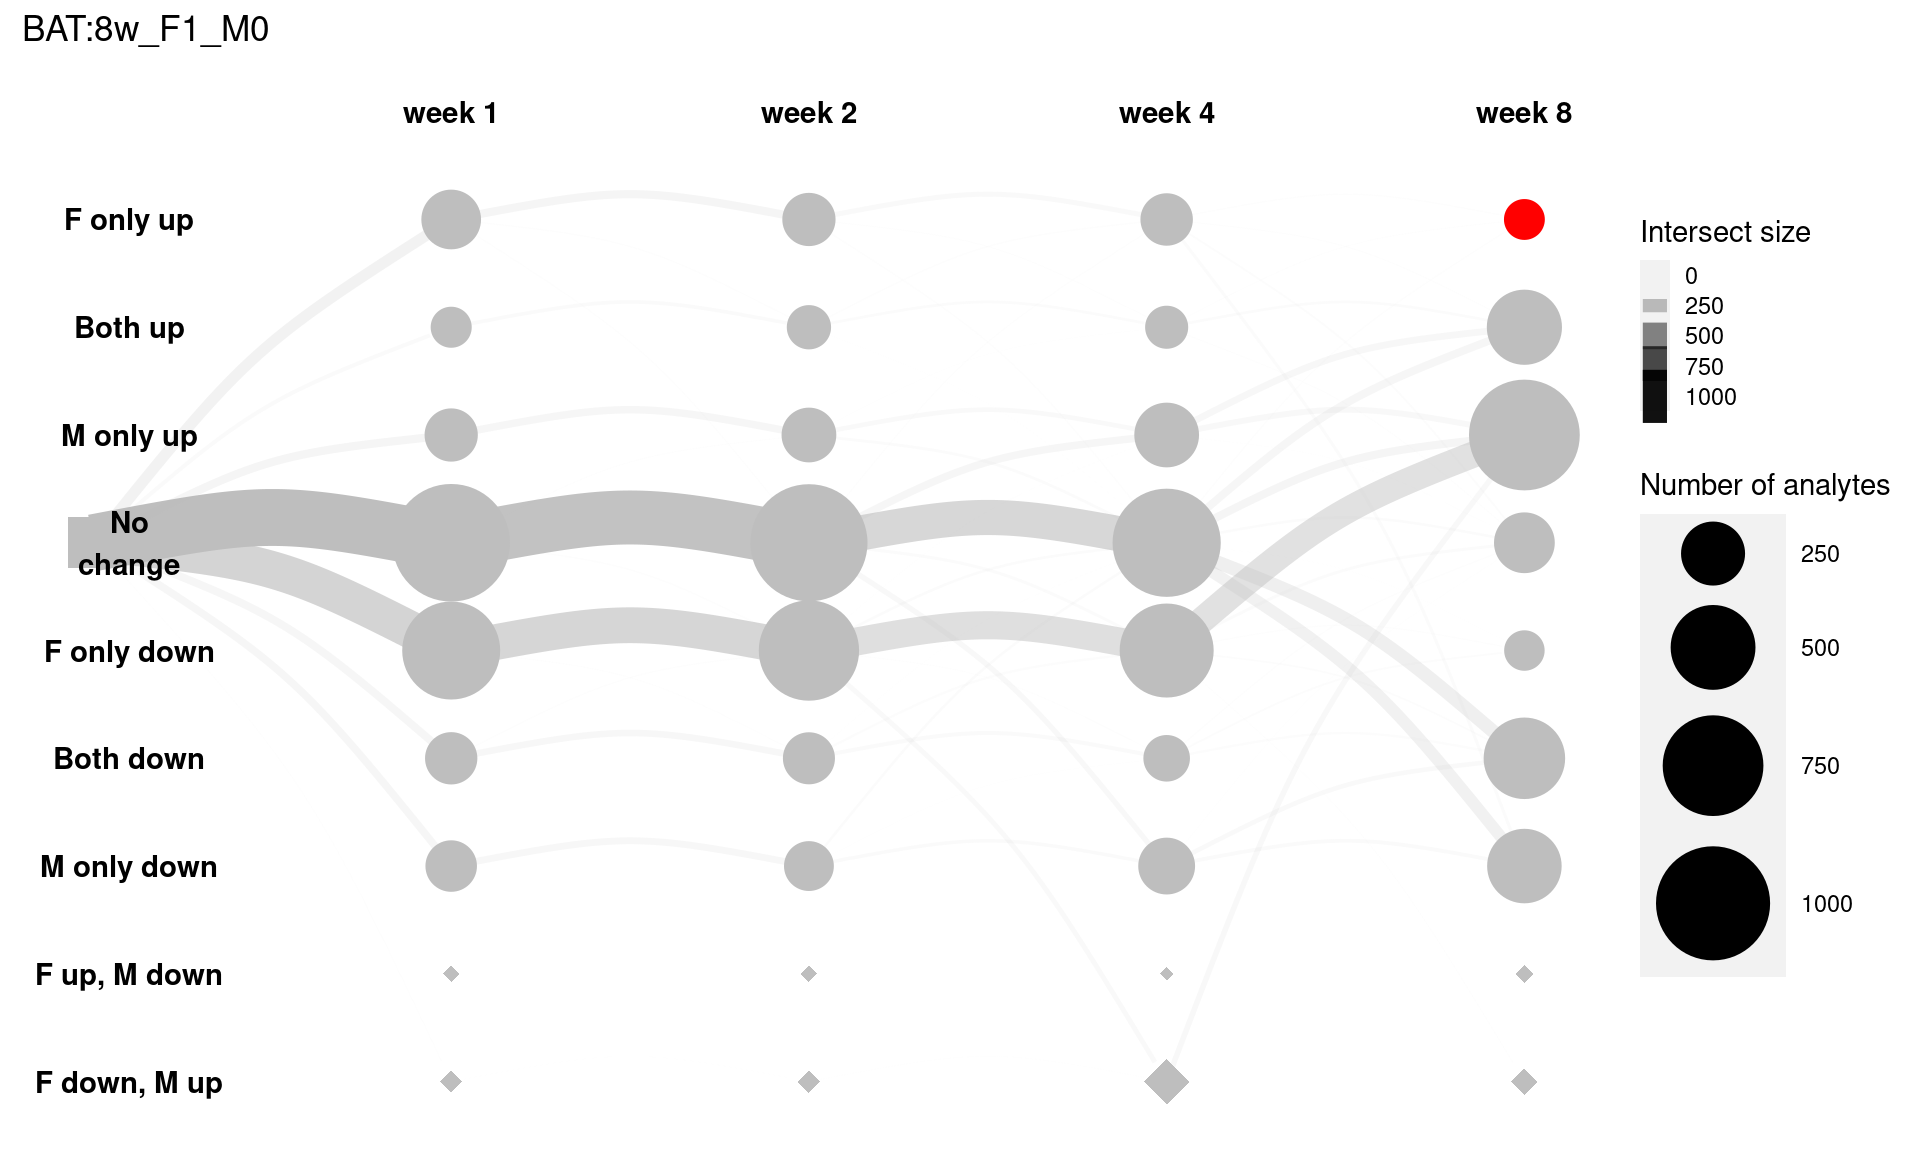 BAT:8w_F1_M0
week 1
week 2
week 4
week 8
F only up
Both up
M only up
No
change
F only down
Both down
M only down
F up, M down
F down, M up
Intersect size
0
250
500
750
1000
Number of analytes
250
500
750
1000